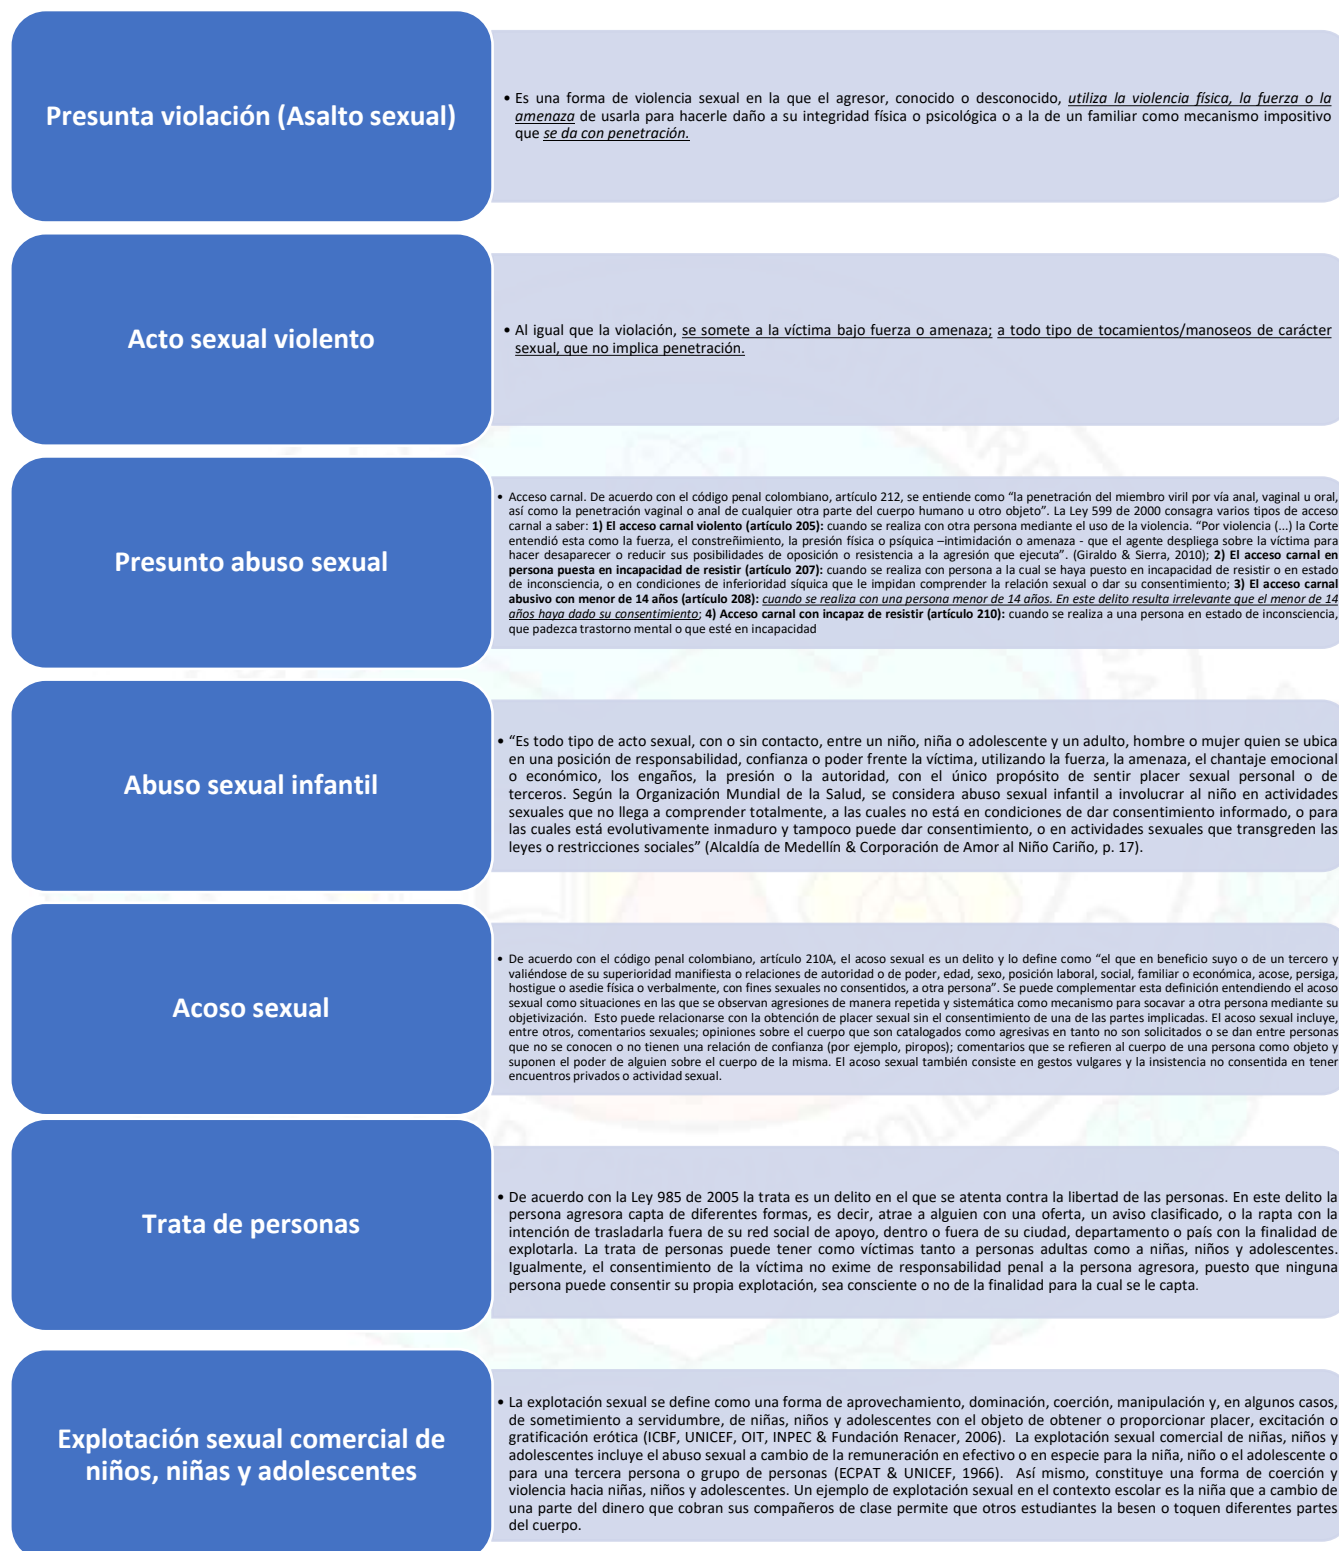 Presunta violación (Asalto sexual)
• Es una forma de violencia sexual en la que el agresor, conocido o desconocido, utiliza la violencia física, la fuerza o la
amenaza de usarla para hacerle daño a su integridad física o psicológica o a la de un familiar como mecanismo impositivo
que se da con penetración.
Acto sexual violento
• Al igual que la violación, se somete a la víctima bajo fuerza o amenaza; a todo tipo de tocamientos/manoseos de carácter
sexual, que no implica penetración.
Presunto abuso sexual
• Acceso carnal. De acuerdo con el código penal colombiano, artículo 212, se entiende como “la penetración del miembro viril por vía anal, vaginal u oral,
así como la penetración vaginal o anal de cualquier otra parte del cuerpo humano u otro objeto”. La Ley 599 de 2000 consagra varios tipos de acceso
carnal a saber: 1) El acceso carnal violento (artículo 205): cuando se realiza con otra persona mediante el uso de la violencia. “Por violencia (…) la Corte
entendió esta como la fuerza, el constreñimiento, la presión física o psíquica –intimidación o amenaza - que el agente despliega sobre la víctima para
hacer desaparecer o reducir sus posibilidades de oposición o resistencia a la agresión que ejecuta”. (Giraldo & Sierra, 2010); 2) El acceso carnal en
persona puesta en incapacidad de resistir (artículo 207): cuando se realiza con persona a la cual se haya puesto en incapacidad de resistir o en estado
de inconsciencia, o en condiciones de inferioridad síquica que le impidan comprender la relación sexual o dar su consentimiento; 3) El acceso carnal
abusivo con menor de 14 años (artículo 208): cuando se realiza con una persona menor de 14 años. En este delito resulta irrelevante que el menor de 14
años haya dado su consentimiento; 4) Acceso carnal con incapaz de resistir (artículo 210): cuando se realiza a una persona en estado de inconsciencia,
que padezca trastorno mental o que esté en incapacidad
Abuso sexual infantil
• “Es todo tipo de acto sexual, con o sin contacto, entre un niño, niña o adolescente y un adulto, hombre o mujer quien se ubica
en una posición de responsabilidad, confianza o poder frente la víctima, utilizando la fuerza, la amenaza, el chantaje emocional
o económico, los engaños, la presión o la autoridad, con el único propósito de sentir placer sexual personal o de
terceros. Según la Organización Mundial de la Salud, se considera abuso sexual infantil a involucrar al niño en actividades
sexuales que no llega a comprender totalmente, a las cuales no está en condiciones de dar consentimiento informado, o para
las cuales está evolutivamente inmaduro y tampoco puede dar consentimiento, o en actividades sexuales que transgreden las
leyes o restricciones sociales” (Alcaldía de Medellín & Corporación de Amor al Niño Cariño, p. 17).
Acoso sexual
• De acuerdo con el código penal colombiano, artículo 210A, el acoso sexual es un delito y lo define como “el que en beneficio suyo o de un tercero y
valiéndose de su superioridad manifiesta o relaciones de autoridad o de poder, edad, sexo, posición laboral, social, familiar o económica, acose, persiga,
hostigue o asedie física o verbalmente, con fines sexuales no consentidos, a otra persona”. Se puede complementar esta definición entendiendo el acoso
sexual como situaciones en las que se observan agresiones de manera repetida y sistemática como mecanismo para socavar a otra persona mediante su
objetivización. Esto puede relacionarse con la obtención de placer sexual sin el consentimiento de una de las partes implicadas. El acoso sexual incluye,
entre otros, comentarios sexuales; opiniones sobre el cuerpo que son catalogados como agresivas en tanto no son solicitados o se dan entre personas
que no se conocen o no tienen una relación de confianza (por ejemplo, piropos); comentarios que se refieren al cuerpo de una persona como objeto y
suponen el poder de alguien sobre el cuerpo de la misma. El acoso sexual también consiste en gestos vulgares y la insistencia no consentida en tener
encuentros privados o actividad sexual.
Trata de personas
• De acuerdo con la Ley 985 de 2005 la trata es un delito en el que se atenta contra la libertad de las personas. En este delito la
persona agresora capta de diferentes formas, es decir, atrae a alguien con una oferta, un aviso clasificado, o la rapta con la
intención de trasladarla fuera de su red social de apoyo, dentro o fuera de su ciudad, departamento o país con la finalidad de
explotarla. La trata de personas puede tener como víctimas tanto a personas adultas como a niñas, niños y adolescentes.
Igualmente, el consentimiento de la víctima no exime de responsabilidad penal a la persona agresora, puesto que ninguna
persona puede consentir su propia explotación, sea consciente o no de la finalidad para la cual se le capta.
Explotación sexual comercial de
niños, niñas y adolescentes
• La explotación sexual se define como una forma de aprovechamiento, dominación, coerción, manipulación y, en algunos casos,
de sometimiento a servidumbre, de niñas, niños y adolescentes con el objeto de obtener o proporcionar placer, excitación o
gratificación erótica (ICBF, UNICEF, OIT, INPEC & Fundación Renacer, 2006). La explotación sexual comercial de niñas, niños y
adolescentes incluye el abuso sexual a cambio de la remuneración en efectivo o en especie para la niña, niño o el adolescente o
para una tercera persona o grupo de personas (ECPAT & UNICEF, 1966). Así mismo, constituye una forma de coerción y
violencia hacia niñas, niños y adolescentes. Un ejemplo de explotación sexual en el contexto escolar es la niña que a cambio de
una parte del dinero que cobran sus compañeros de clase permite que otros estudiantes la besen o toquen diferentes partes
del cuerpo.